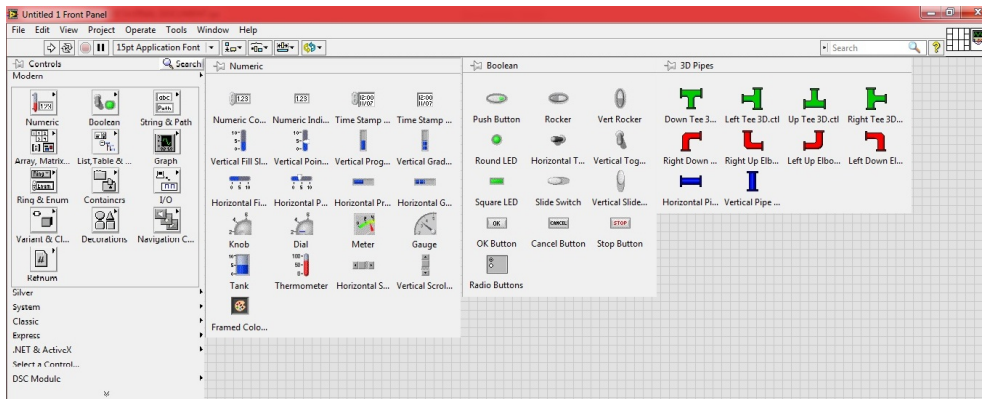 Untitled 1 Front Panel
File Edit View Project Operate Tools Window Help
15pt Application Font
Search
Controls
Search
Modern
Numeric Boolean String & Path
Array, Matrix... List, Table & ... Graph
Ring & Enum Containers I/O
Variant & Cl... Decorations Navigation C...
Refnum
Silver
System
Classic
Express
.NET & ActiveX
Select a Control...
DSC Module
Numeric
Numeric Co... Numeric Indi... Time Stamp ... Time Stamp ...
Vertical Fill Sl... Vertical Poin... Vertical Prog... Vertical Grad...
Horizontal Fi... Horizontal P... Horizontal Pr... Horizontal G...
Knob Dial Meter Gauge
Tank Thermometer Horizontal S... Vertical Scrol...
Framed Colo...
Boolean
Push Button Rocker Vert Rocker
Round LED Horizontal T... Vertical Tog...
Square LED Slide Switch Vertical Slide...
OK CANCEL STOP
OK Button Cancel Button Stop Button
Radio Buttons
3D Pipes
Down Tee 3... Left Tee 3D.ctl Up Tee 3D.ctl Right Tee 3D...
Right Down ... Right Up Elb... Left Up Elbo... Left Down El...
Horizontal Pi... Vertical Pipe ...